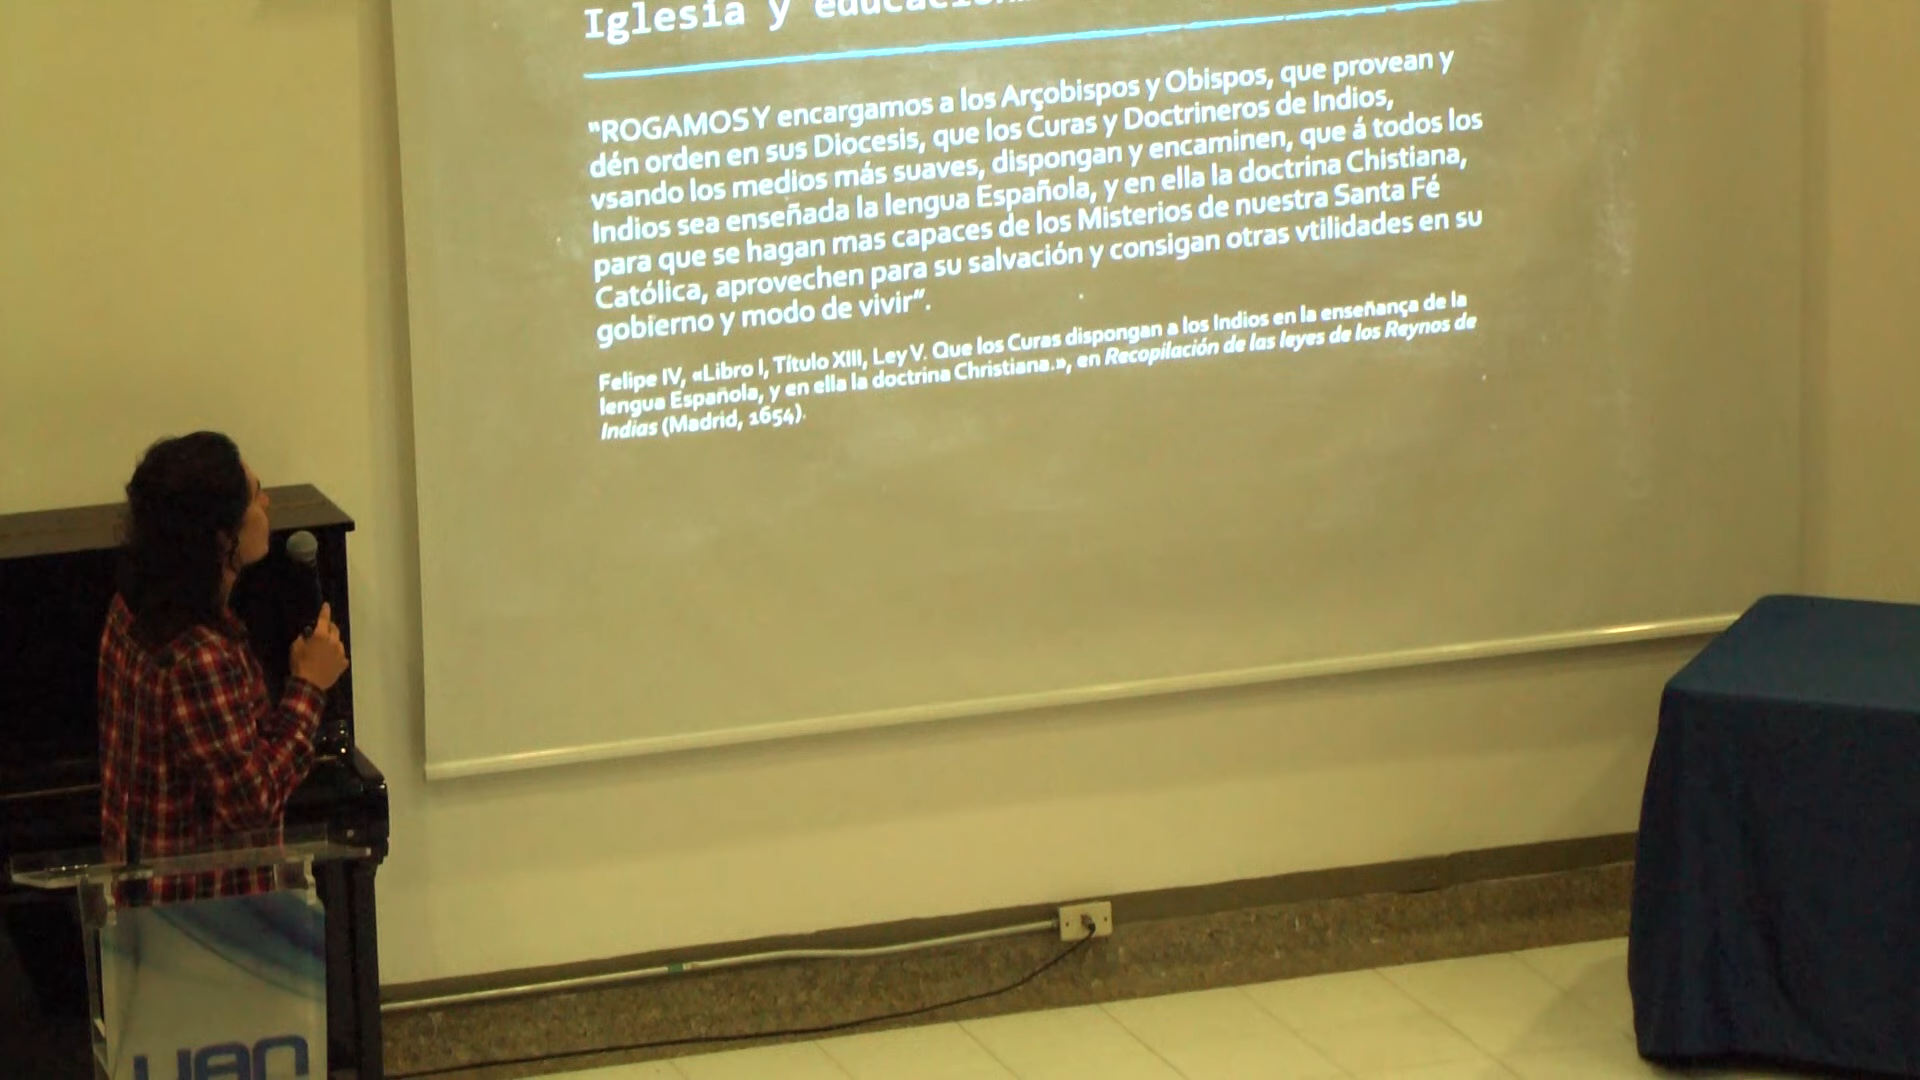 Iglesia y educación
"ROGAMOS Y encargamos a los Arçobispos y Obispos, que provean y
dén orden en sus Diocesis, que los Curas y Doctrineros de Indios,
vsando los medios más suaves, dispongan y encaminen, que á todos los
Indios sea enseñada la lengua Española, y en ella la doctrina Chistiana,
para que se hagan mas capaces de los Misterios de nuestra Santa Fé
Católica, aprovechen para su salvación y consigan otras vtilidades en su
gobierno y modo de vivir".
Felipe IV, «Libro I, Título XIII, Ley V. Que los Curas dispongan a los Indios en la enseñança de la
lengua Española, y en ella la doctrina Christiana.», en Recopilación de las leyes de los Reynos de
Indias (Madrid, 1654).
UAN